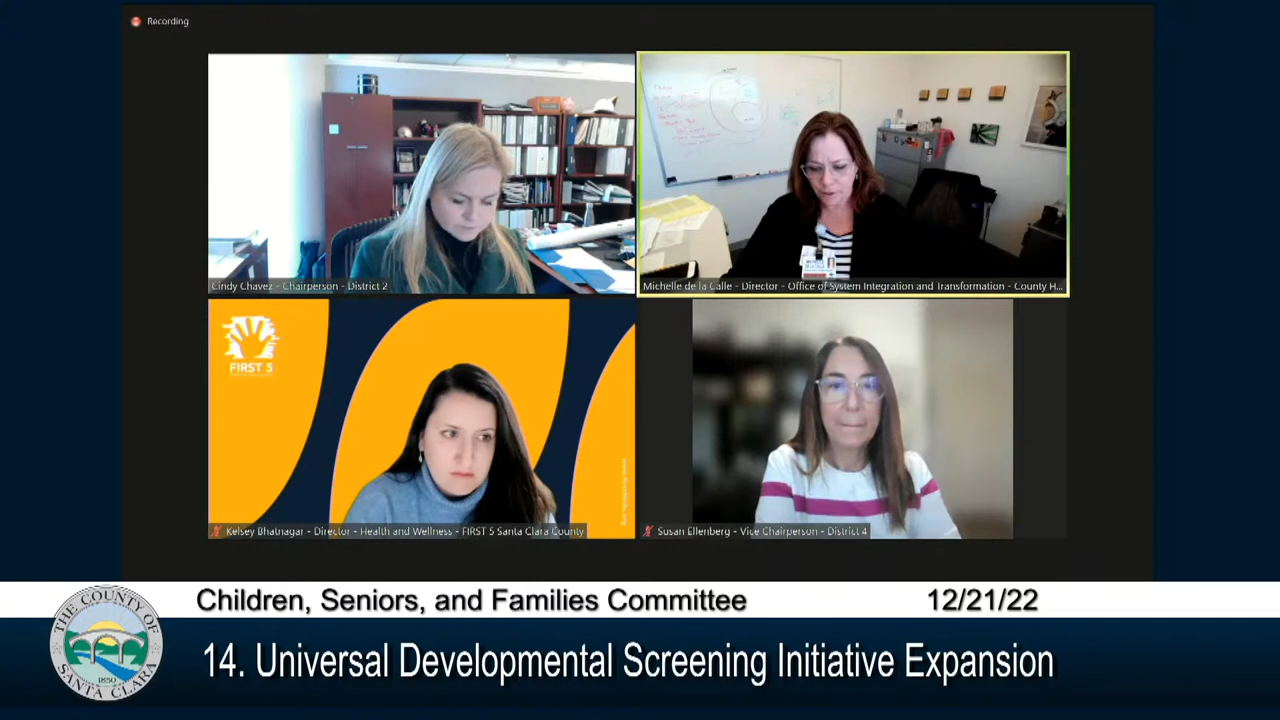 Recording
Cindy Chavez - Chairperson - District 2
Michelle de la Calle - Director - Office of System Integration and Transformation - County H...
FIRST 5
Kelsey Bhatnagar - Director - Health and Wellness - FIRST 5 Santa Clara County
Susan Ellenberg - Vice Chairperson - District 4
Children, Seniors, and Families Committee 12/21/22
THE COUNTY OF SANTA CLARA
1850
14. Universal Developmental Screening Initiative Expansion